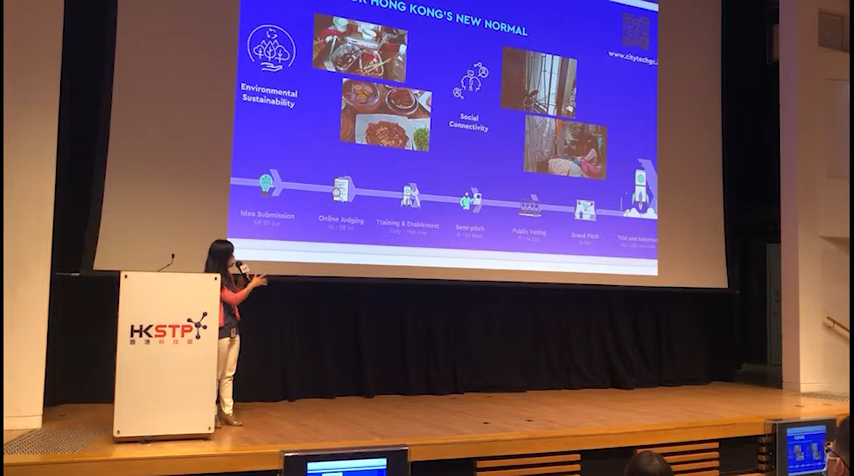 HONG KONG'S NEW NORMAL
www.citytechgc.
Environmental
Sustainability
Social
Connectivity
Idea Submission
Online Judging
Training & Enablement
Semi-pitch
Public Voting
Grand Pitch
Trial and Adoption
HKSTP
香港科技園